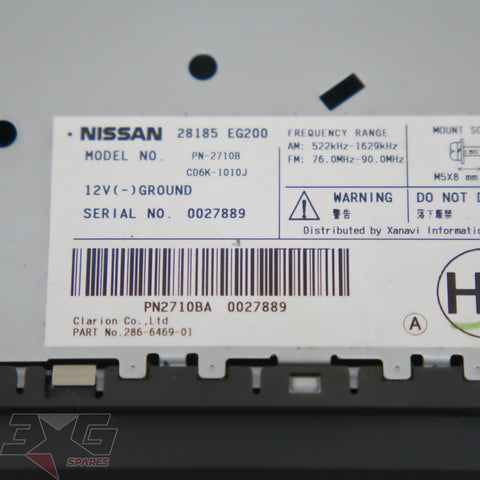 NISSAN 28185 EG200
MODEL NO. PN-2710B
CD6K-1010J
12V(-)GROUND
SERIAL NO. 0027889
FREQUENCY RANGE
AM: 522kHz-1629kHz
FM: 76.0MHz-90.0MHz
MOUNT SC
M5X8 mm
WARNING
警告
DO NOT D
落下厳禁
Distributed by Xanavi Informatio
PN2710BA 0027889
Clarion Co.,Ltd
PART No.286-6469-01
A
H
3XG
SPARES